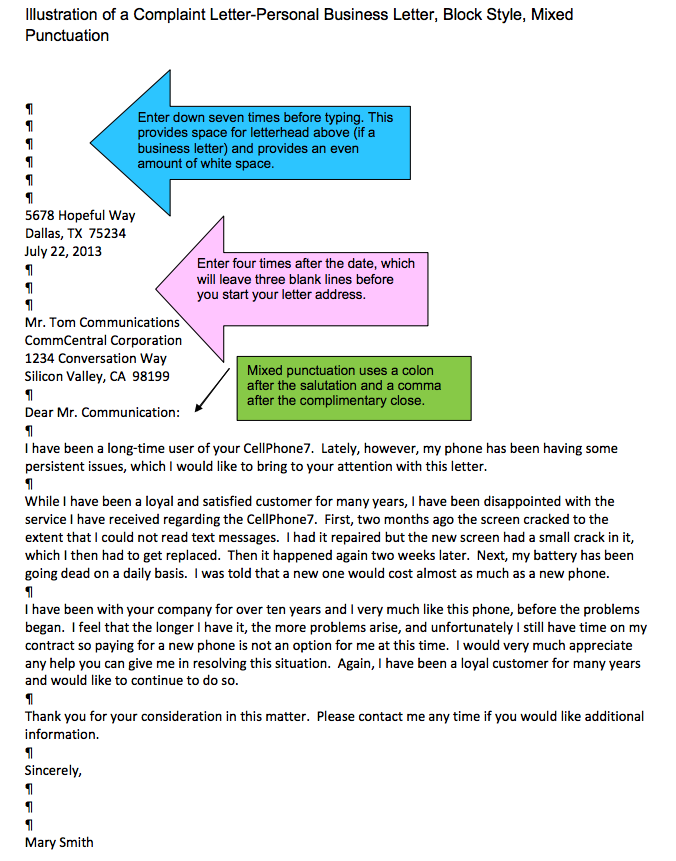 Illustration of a Complaint Letter-Personal Business Letter, Block Style, Mixed
Punctuation
¶
¶
¶
¶
¶
¶
Enter down seven times before typing. This
provides space for letterhead above (if a
business letter) and provides an even
amount of white space.
5678 Hopeful Way
Dallas, TX  75234
July 22, 2013
¶
¶
¶
Enter four times after the date, which
will leave three blank lines before
you start your letter address.
Mr. Tom Communications
CommCentral Corporation
1234 Conversation Way
Silicon Valley, CA  98199
¶
Mixed punctuation uses a colon
after the salutation and a comma
after the complimentary close.
Dear Mr. Communication:
¶
I have been a long-time user of your CellPhone7.  Lately, however, my phone has been having some
persistent issues, which I would like to bring to your attention with this letter.
¶
While I have been a loyal and satisfied customer for many years, I have been disappointed with the
service I have received regarding the CellPhone7.  First, two months ago the screen cracked to the
extent that I could not read text messages.  I had it repaired but the new screen had a small crack in it,
which I then had to get replaced.  Then it happened again two weeks later.  Next, my battery has been
going dead on a daily basis.  I was told that a new one would cost almost as much as a new phone.
¶
I have been with your company for over ten years and I very much like this phone, before the problems
began.  I feel that the longer I have it, the more problems arise, and unfortunately I still have time on my
contract so paying for a new phone is not an option for me at this time.  I would very much appreciate
any help you can give me in resolving this situation.  Again, I have been a loyal customer for many years
and would like to continue to do so.
¶
Thank you for your consideration in this matter.  Please contact me any time if you would like additional
information.
¶
Sincerely,
¶
¶
¶
Mary Smith